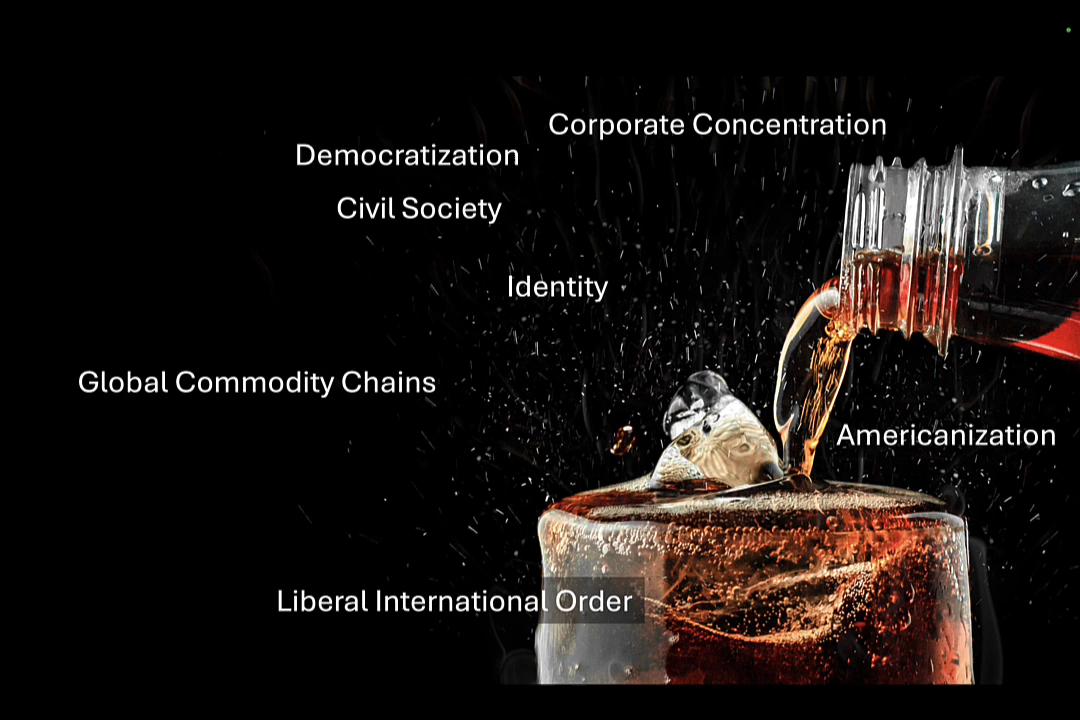 Corporate Concentration
Democratization
Civil Society
Identity
Global Commodity Chains
Americanization
Liberal International Order